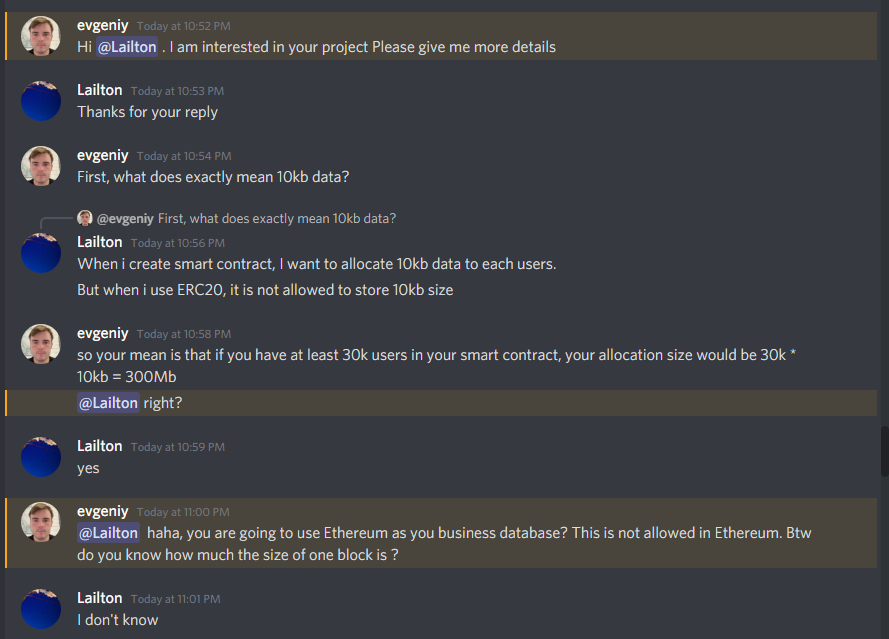 evgeniy Today at 10:52 PM
Hi @Lailton . I am interested in your project Please give me more details
Lailton Today at 10:53 PM
Thanks for your reply
evgeniy Today at 10:54 PM
First, what does exactly mean 10kb data?
@evgeniy First, what does exactly mean 10kb data?
Lailton Today at 10:56 PM
When i create smart contract, I want to allocate 10kb data to each users.
But when i use ERC20, it is not allowed to store 10kb size
evgeniy Today at 10:58 PM
so your mean is that if you have at least 30k users in your smart contract, your allocation size would be 30k *
10kb = 300Mb
@Lailton right?
Lailton Today at 10:59 PM
yes
evgeniy Today at 11:00 PM
@Lailton haha, you are going to use Ethereum as you business database? This is not allowed in Ethereum. Btw
do you know how much the size of one block is ?
Lailton Today at 11:01 PM
I don't know